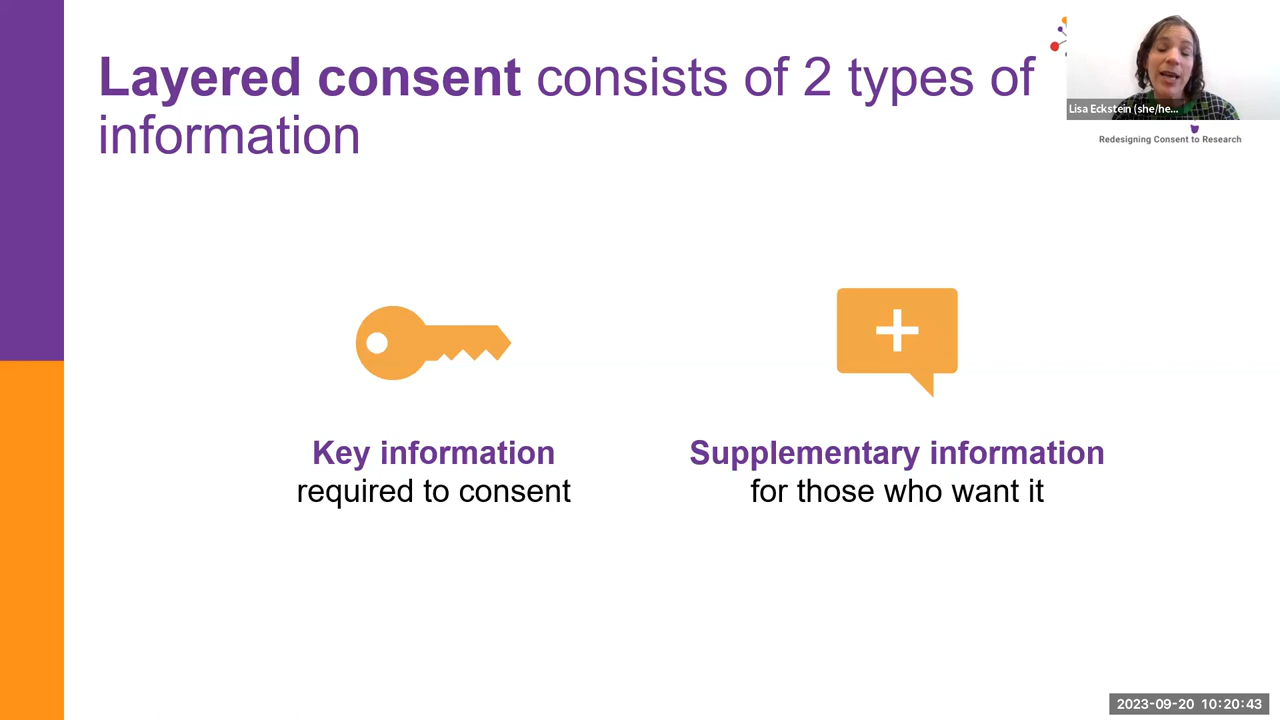 Layered consent consists of 2 types of
information
Lisa Eckstein (she/he...
Redesigning Consent to Research
Key information
required to consent
Supplementary information
for those who want it
2023-09-20 10:20:43